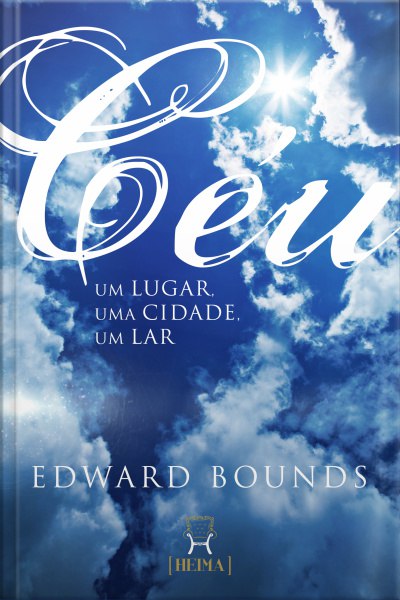 Céu
UM LUGAR,
UMA CIDADE,
UM LAR
EDWARD BOUNDS
[HEIMA]